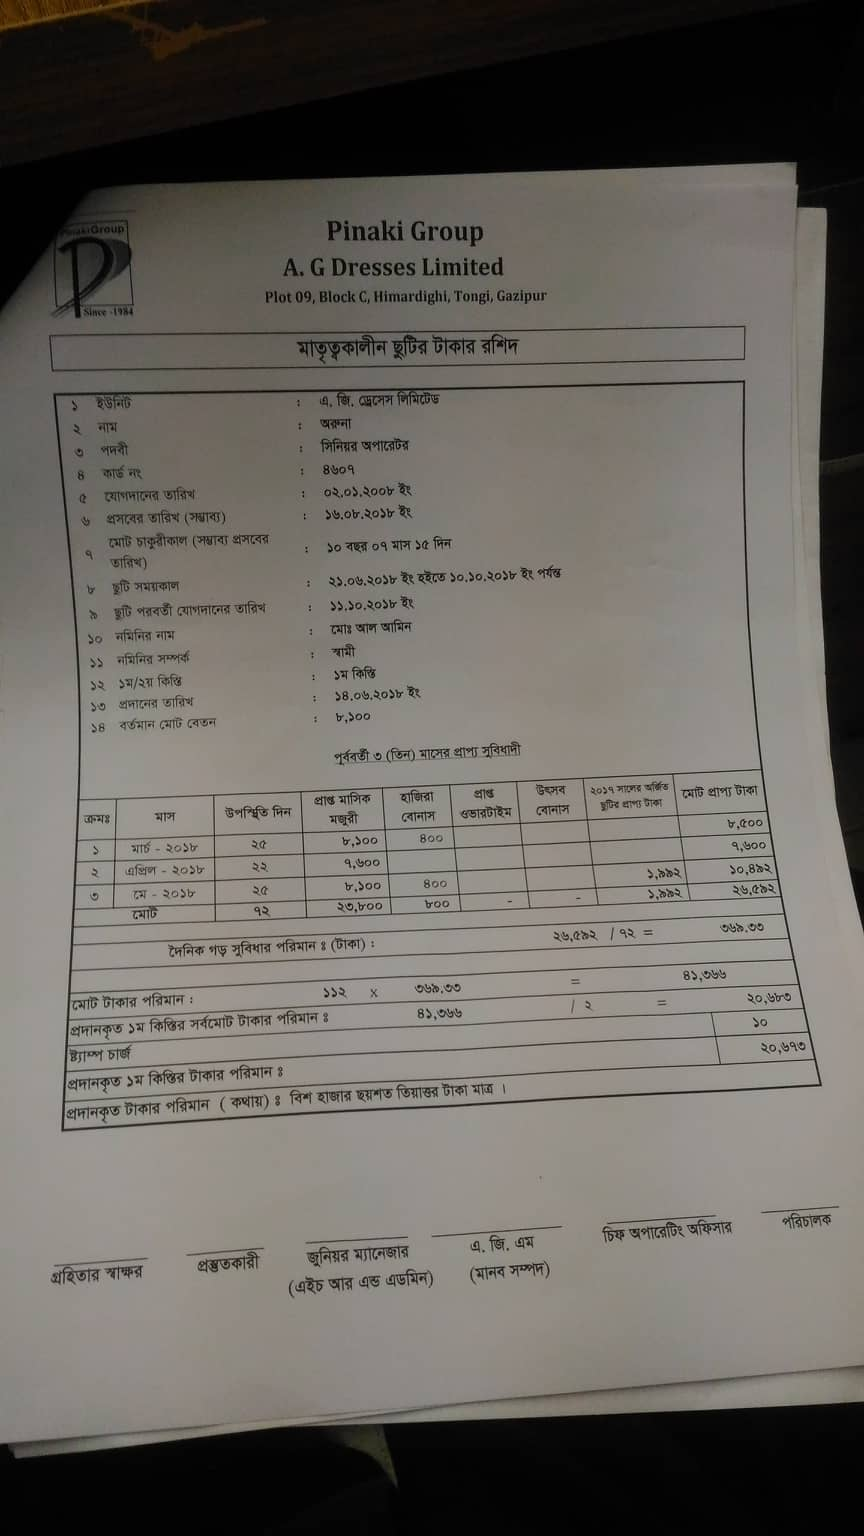 PinakiGroup
Since -1984
Pinaki Group
A. G Dresses Limited
Plot 09, Block C, Himardighi, Tongi, Gazipur
মাতৃত্বকালীন ছুটির টাকার রশিদ
১ ইউনিট : এ. জি. ড্রেসেস লিমিটেড
২ নাম : অরুনা
৩ পদবী : সিনিয়র অপারেটর
৪ কার্ড নং : ৪৬০৭
৫ যোগদানের তারিখ : ০২.০১.২০০৮ ইং
৬ প্রসবের তারিখ (সম্ভাব্য) : ১৬.০৮.২০১৮ ইং
৭ মোট চাকুরীকাল (সম্ভাব্য প্রসবের তারিখ) : ১০ বছর ০৭ মাস ১৫ দিন
৮ ছুটি সময়কাল : ২১.০৬.২০১৮ ইং হইতে ১০.১০.২০১৮ ইং পর্যন্ত
৯ ছুটি পরবর্তী যোগদানের তারিখ : ১১.১০.২০১৮ ইং
১০ নমিনির নাম : মোঃ আল আমিন
১১ নমিনির সম্পর্ক : স্বামী
১২ ১ম/২য় কিস্তি : ১ম কিস্তি
১৩ প্রদানের তারিখ : ১৪.০৬.২০১৮ ইং
১৪ বর্তমান মোট বেতন : ৮,১০০
পূর্ববর্তী ৩ (তিন) মাসের প্রাপ্য সুবিধাদী
ক্রমঃ মাস উপস্থিতি দিন প্রাপ্ত মাসিক মজুরী হাজিরা বোনাস প্রাপ্ত ওভারটাইম উৎসব বোনাস ২০১৭ সালের অর্জিত ছুটির প্রাপ্য টাকা মোট প্রাপ্য টাকা
১ মার্চ - ২০১৮ ২৫ ৮,১০০ ৪০০ ৮,৫০০
২ এপ্রিল - ২০১৮ ২২ ৭,৬০০ ৭,৬০০
৩ মে - ২০১৮ ২৫ ৮,১০০ ৪০০ ১,৯৯২ ১০,৪৯২
মোট ৭২ ২৩,৮০০ ৮০০ - - ১,৯৯২ ২৬,৫৯২
দৈনিক গড় সুবিধার পরিমান ঃ (টাকা) : ২৬,৫৯২ / ৭২ = ৩৬৯.৩৩
মোট টাকার পরিমান : ১১২ x ৩৬৯.৩৩ = ৪১,৩৬৬
প্রদানকৃত ১ম কিস্তির সর্বমোট টাকার পরিমান ঃ ৪১,৩৬৬ / ২ = ২০,৬৮৩
ষ্ট্যাম্প চার্জ ১০
প্রদানকৃত ১ম কিস্তির টাকার পরিমান ঃ ২০,৬৭৩
প্রদানকৃত টাকার পরিমান ( কথায়) ঃ বিশ হাজার ছয়শত তিয়াত্তর টাকা মাত্র ।
গ্রহিতার স্বাক্ষর প্রস্তুতকারী জুনিয়র ম্যানেজার এ. জি. এম চিফ অপারেটিং অফিসার পরিচালক
(এইচ আর এন্ড এডমিন) (মানব সম্পদ)